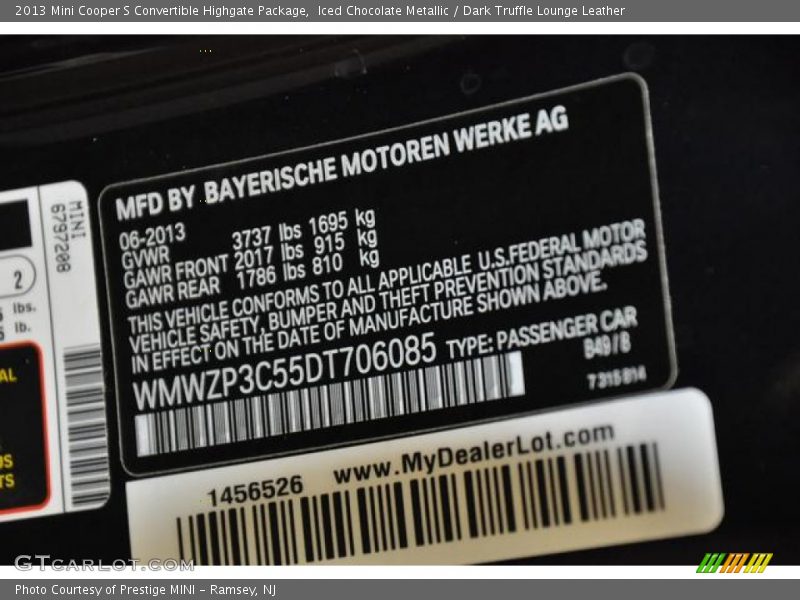 2013 Mini Cooper S Convertible Highgate Package,  Iced Chocolate Metallic / Dark Truffle Lounge Leather
MFD BY BAYERISCHE MOTOREN WERKE AG
06-2013
GVWR 3737 lbs 1695 kg
GAWR FRONT 2017 lbs 915 kg
GAWR REAR 1786 lbs 810 kg
THIS VEHICLE CONFORMS TO ALL APPLICABLE U.S.FEDERAL MOTOR
VEHICLE SAFETY, BUMPER AND THEFT PREVENTION STANDARDS
IN EFFECT ON THE DATE OF MANUFACTURE SHOWN ABOVE.
WMWZP3C55DT706085 TYPE: PASSENGER CAR
B49/B
7 315 814
MINI
6797208
2
lbs.
lb.
1456526 www.MyDealerLot.com
GTCarLot.com
Photo Courtesy of Prestige MINI – Ramsey, NJ